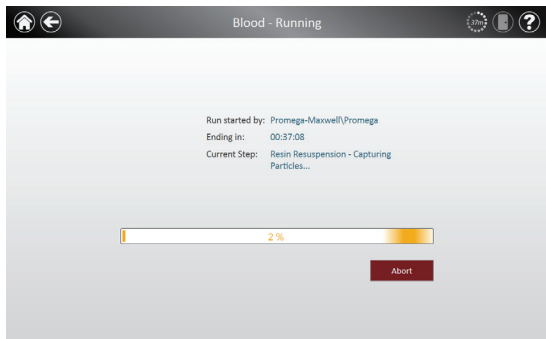 Blood - Running
37m
?
Run started by: Promega-Maxwell\Promega
Ending in: 00:37:08
Current Step: Resin Resuspension - Capturing
Particles...
2 %
Abort